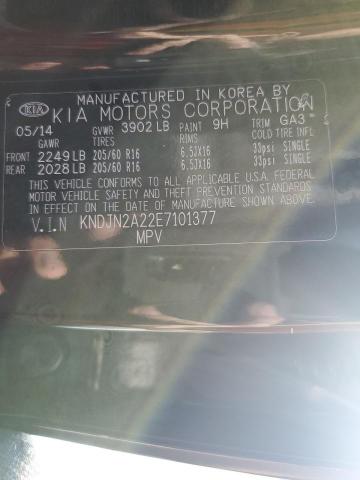 MANUFACTURED IN KOREA BY
KIA KIA MOTORS CORPORATION
05/14 GVWR 3902 LB PAINT 9H TRIM GA3
GAWR TIRES RIMS COLD TIRE INFL
FRONT 2249 LB 205/60 R16 6.5JX16 33psi SINGLE
REAR 2028 LB 205/60 R16 6.5JX16 33psi SINGLE
THIS VEHICLE CONFORMS TO ALL APPLICABLE FEDERAL
MOTOR VEHICLE SAFETY BUMPER, AND THEFT PREVENTION STANDARDS
IN EFFECT ON THE DATE OF MANUFACTURE SHOWN ABOVE.
V.I.N KNDJN2A22E7101377
MPV